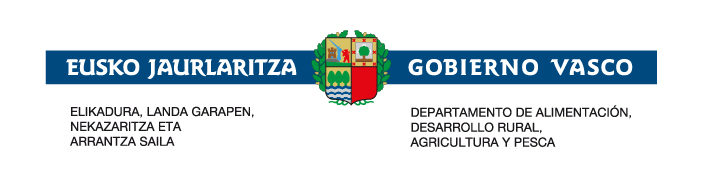 EUSKO JAURLARITZA
GOBIERNO VASCO
ELIKADURA, LANDA GARAPEN,
NEKAZARITZA ETA
ARRANTZA SAILA
DEPARTAMENTO DE ALIMENTACIÓN,
DESARROLLO RURAL,
AGRICULTURA Y PESCA